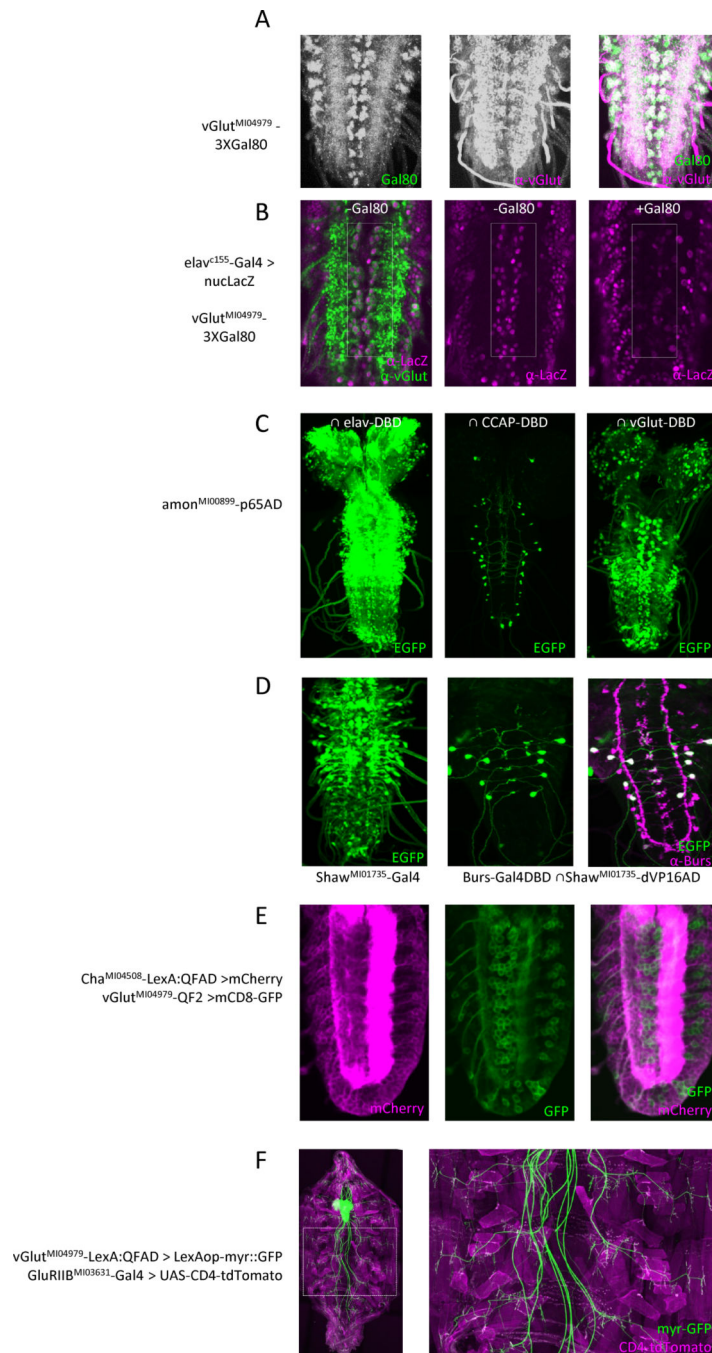 A
vGlut^MI04979 -
3XGal80
Gal80
α-vGlut
Gal80
α-vGlut
B
-Gal80
-Gal80
+Gal80
elav^c155-Gal4 >
nucLacZ
vGlut^MI04979-
3XGal80
α-LacZ
α-vGlut
α-LacZ
α-LacZ
C
∩ elav-DBD
∩ CCAP-DBD
∩ vGlut-DBD
amon^MI00899-p65AD
EGFP
EGFP
EGFP
D
EGFP
EGFP
α-Burs
Shaw^MI01735-Gal4
Burs-Gal4DBD ∩Shaw^MI01735-dVP16AD
E
Cha^MI04508-LexA:QFAD >mCherry
vGlut^MI04979-QF2 >mCD8-GFP
mCherry
GFP
GFP
mCherry
F
vGlut^MI04979-LexA:QFAD > LexAop-myr::GFP
GluRIIB^MI03631-Gal4 > UAS-CD4-tdTomato
myr-GFP
CD4-tdTomato